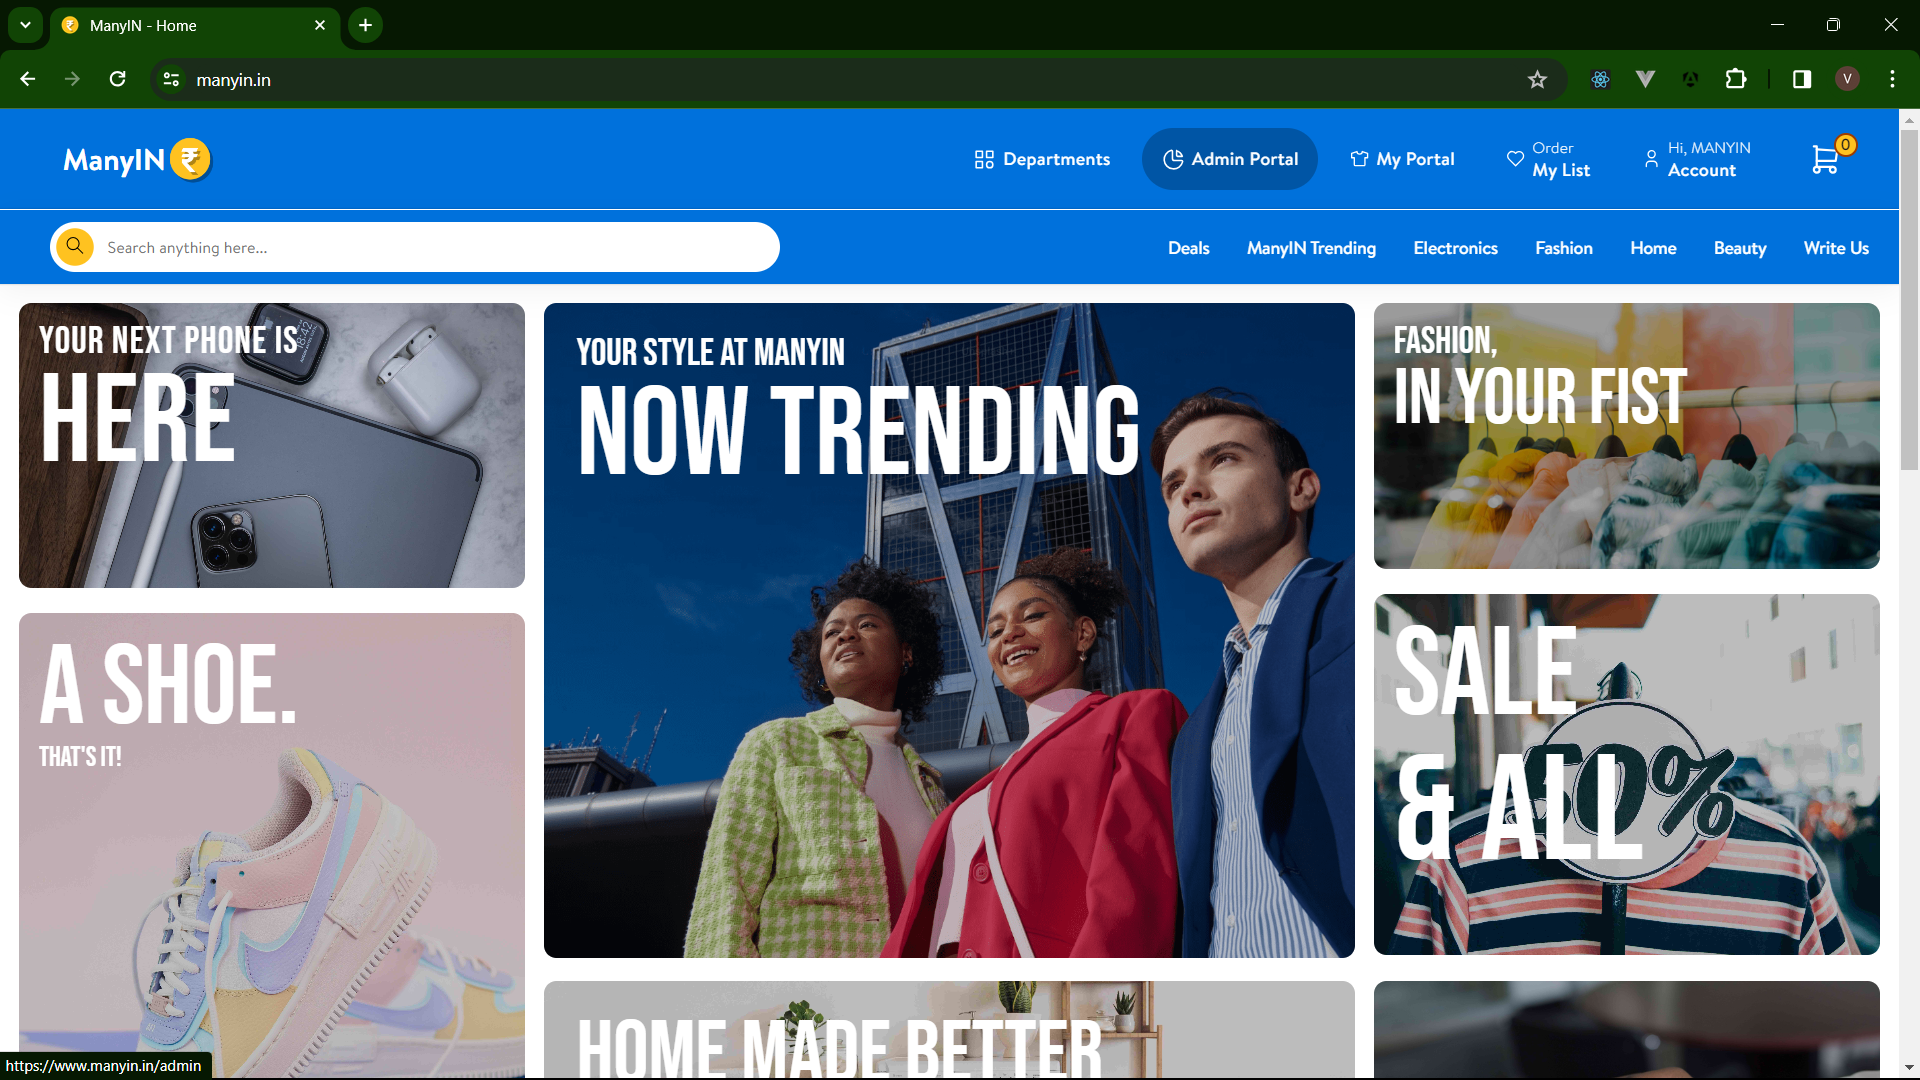 ManyIN - Home
manyin.in
V
ManyIN ₹
Departments
Admin Portal
My Portal
Order
My List
Hi, MANYIN
Account
0
Search anything here...
Deals
ManyIN Trending
Electronics
Fashion
Home
Beauty
Write Us
YOUR NEXT PHONE IS
HERE
18:42
YOUR STYLE AT MANYIN
NOW TRENDING
FASHION,
IN YOUR FIST
A SHOE.
THAT'S IT!
SALE
& ALL
50%
HOME MADE BETTER
https://www.manyin.in/admin